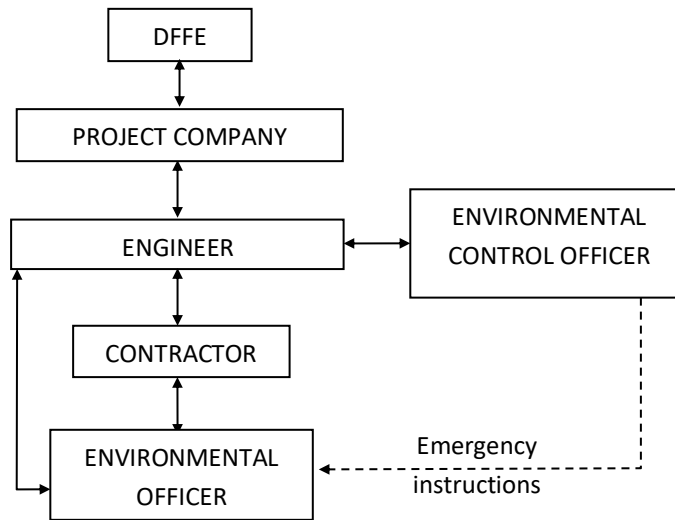 DFFE
PROJECT COMPANY
ENGINEER
ENVIRONMENTAL
CONTROL OFFICER
CONTRACTOR
ENVIRONMENTAL
OFFICER
Emergency
instructions